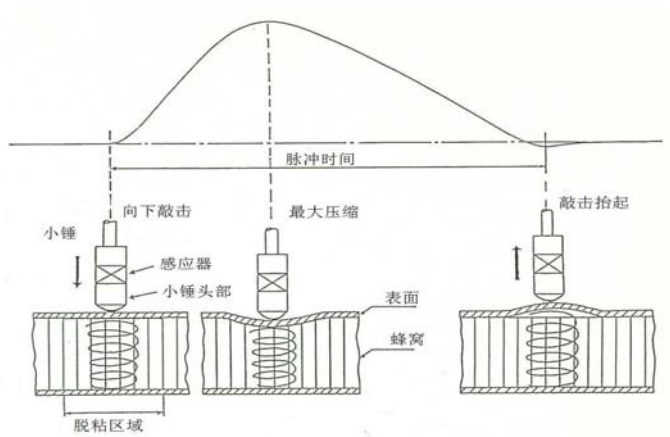 脉冲时间
向下敲击
最大压缩
敲击抬起
小锤
感应器
小锤头部
表面
蜂窝
脱粘区域